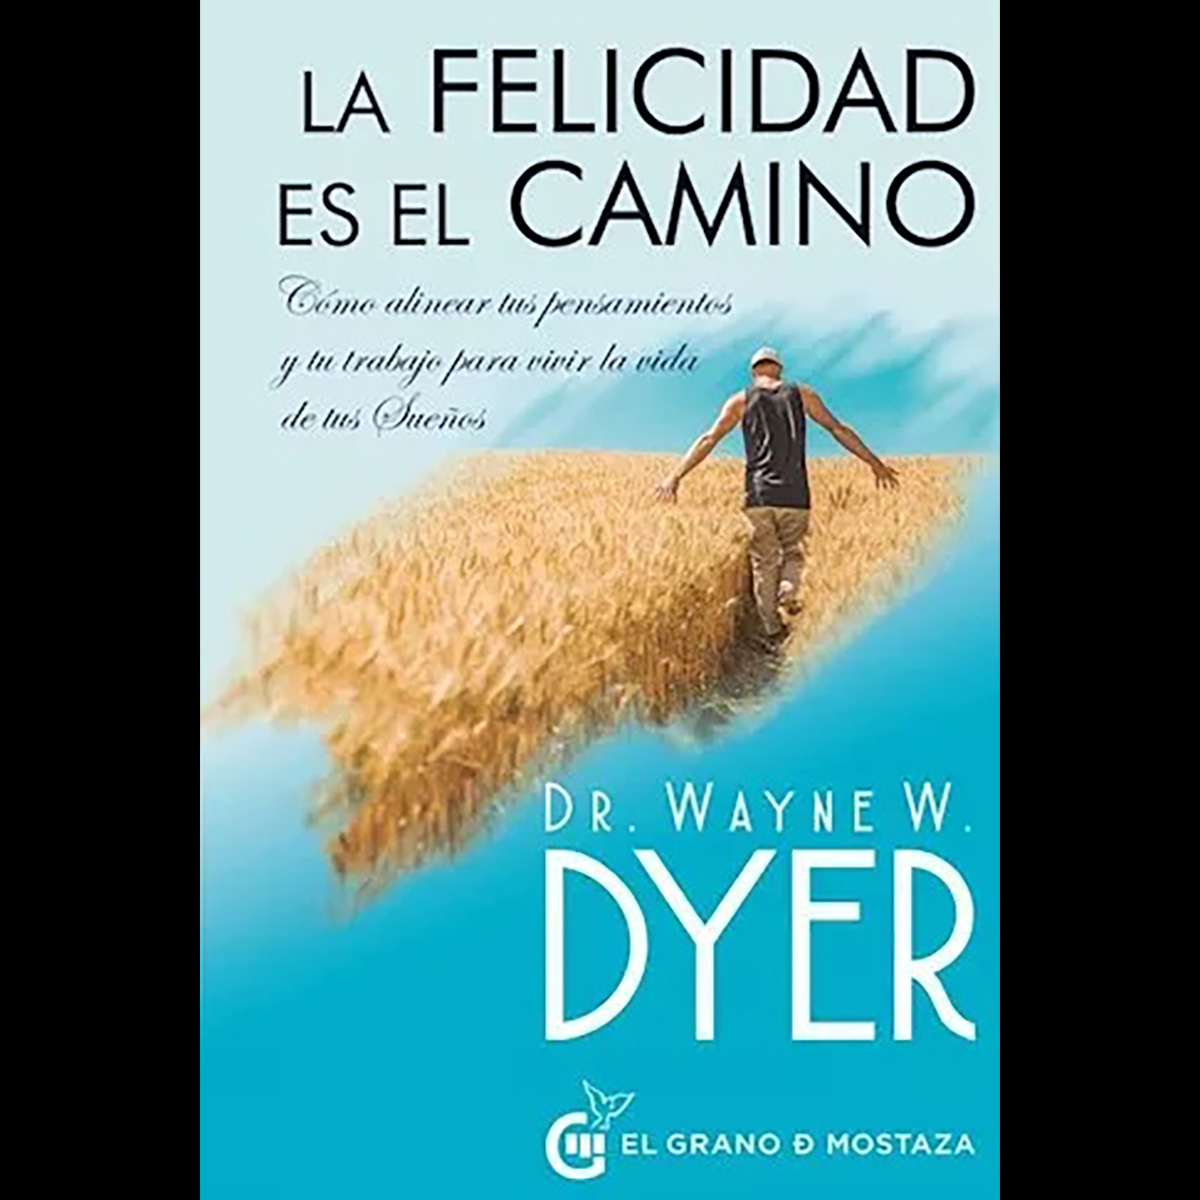 LA FELICIDAD
ES EL CAMINO
Cómo alinear tus pensamientos
y tu trabajo para vivir la vida
de tus Sueños
DR. WAYNE W.
DYER
EL GRANO Đ MOSTAZA